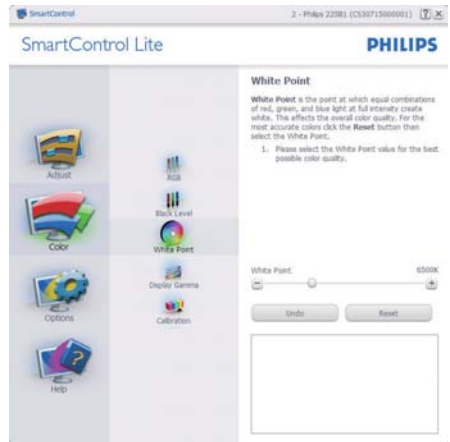 SmartControl
2 - Philips 225B1 (CS30715000001)
SmartControl Lite
PHILIPS
Adjust
Color
Options
Help
RGB
Black Level
White Point
Display Gamma
Calibration
White Point
White Point is the point at which equal combinations
of red, green, and blue light at full intensity create
white. This effects the overall color quality. For the
most accurate colors click the Reset button then
select the White Point.
1. Please select the White Point value for the best
possible color quality.
White Point
6500K
Undo
Reset